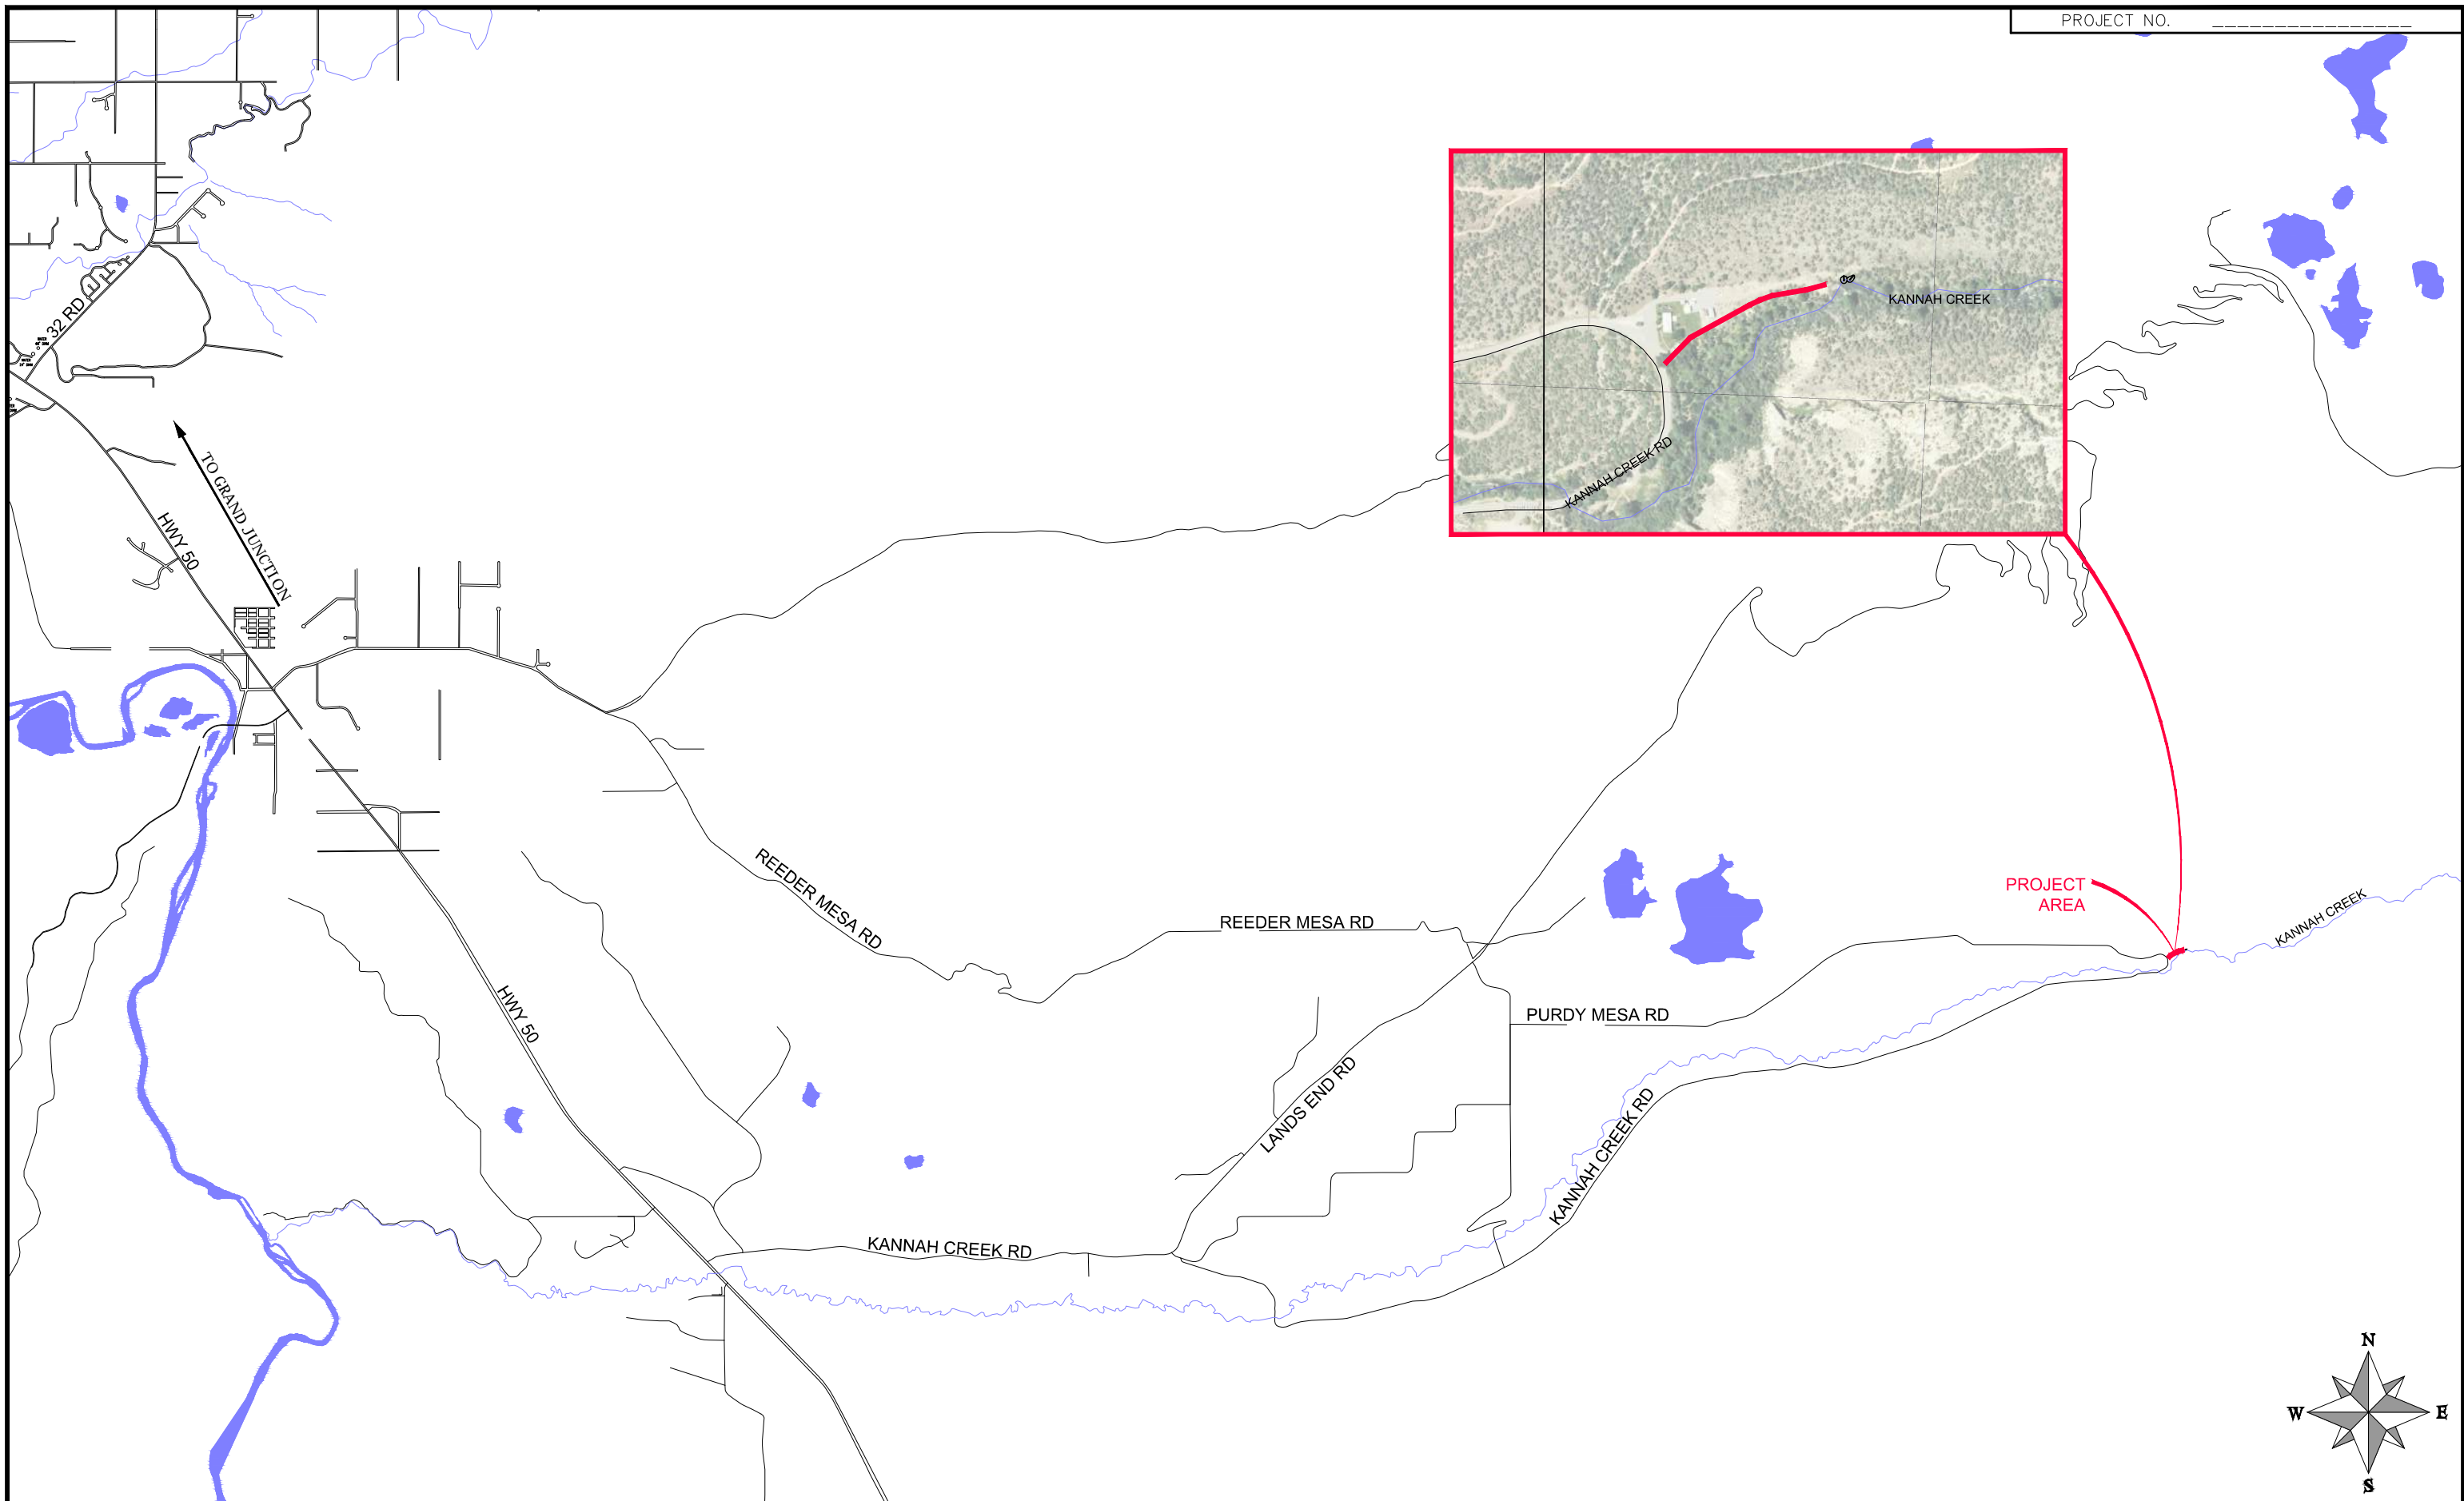 PROJECT NO. ________________
32 RD
TO GRAND JUNCTION
HWY 50
KANNAH CREEK
KANNAH CREEK RD
REEDER MESA RD
REEDER MESA RD
PROJECT
AREA
KANNAH CREEK
HWY 50
PURDY MESA RD
LANDS END RD
KANNAH CREEK RD
KANNAH CREEK RD
N
W
E
S